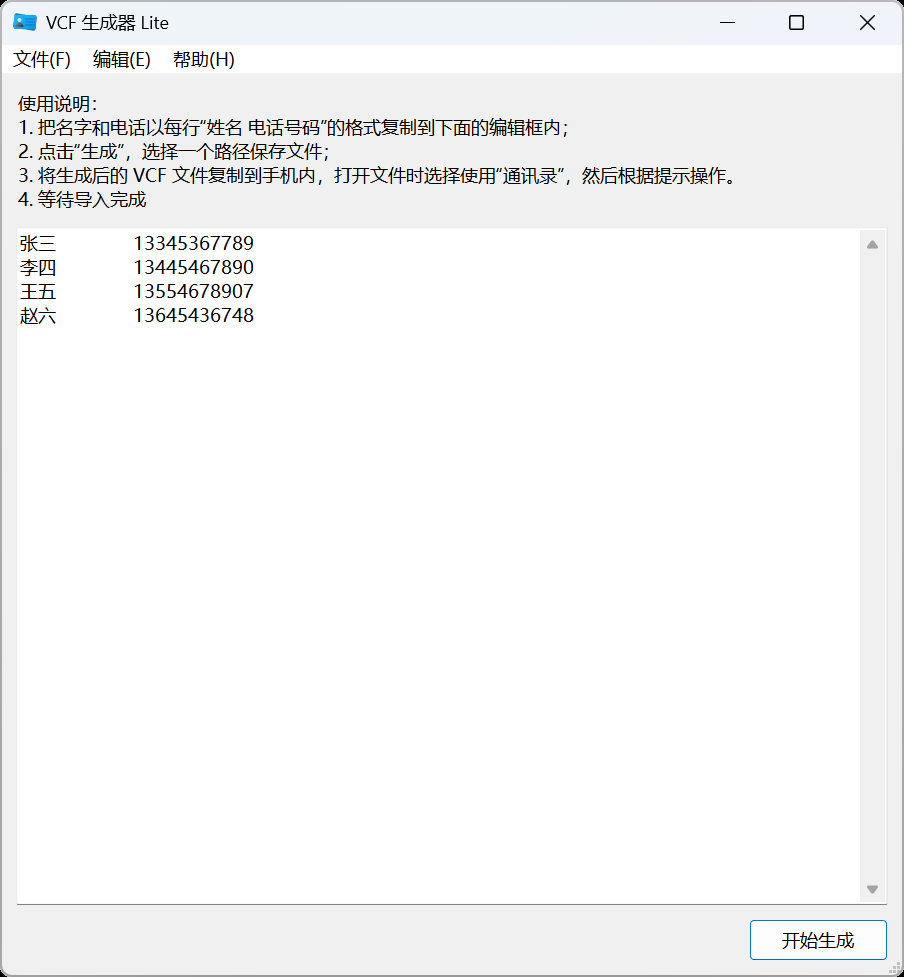 VCF 生成器 Lite
文件(F) 编辑(E) 帮助(H)
使用说明：
1. 把名字和电话以每行“姓名 电话号码”的格式复制到下面的编辑框内；
2. 点击“生成”，选择一个路径保存文件；
3. 将生成后的 VCF 文件复制到手机内，打开文件时选择使用“通讯录”，然后根据提示操作。
4. 等待导入完成
张三 13345367789
李四 13445467890
王五 13554678907
赵六 13645436748
开始生成